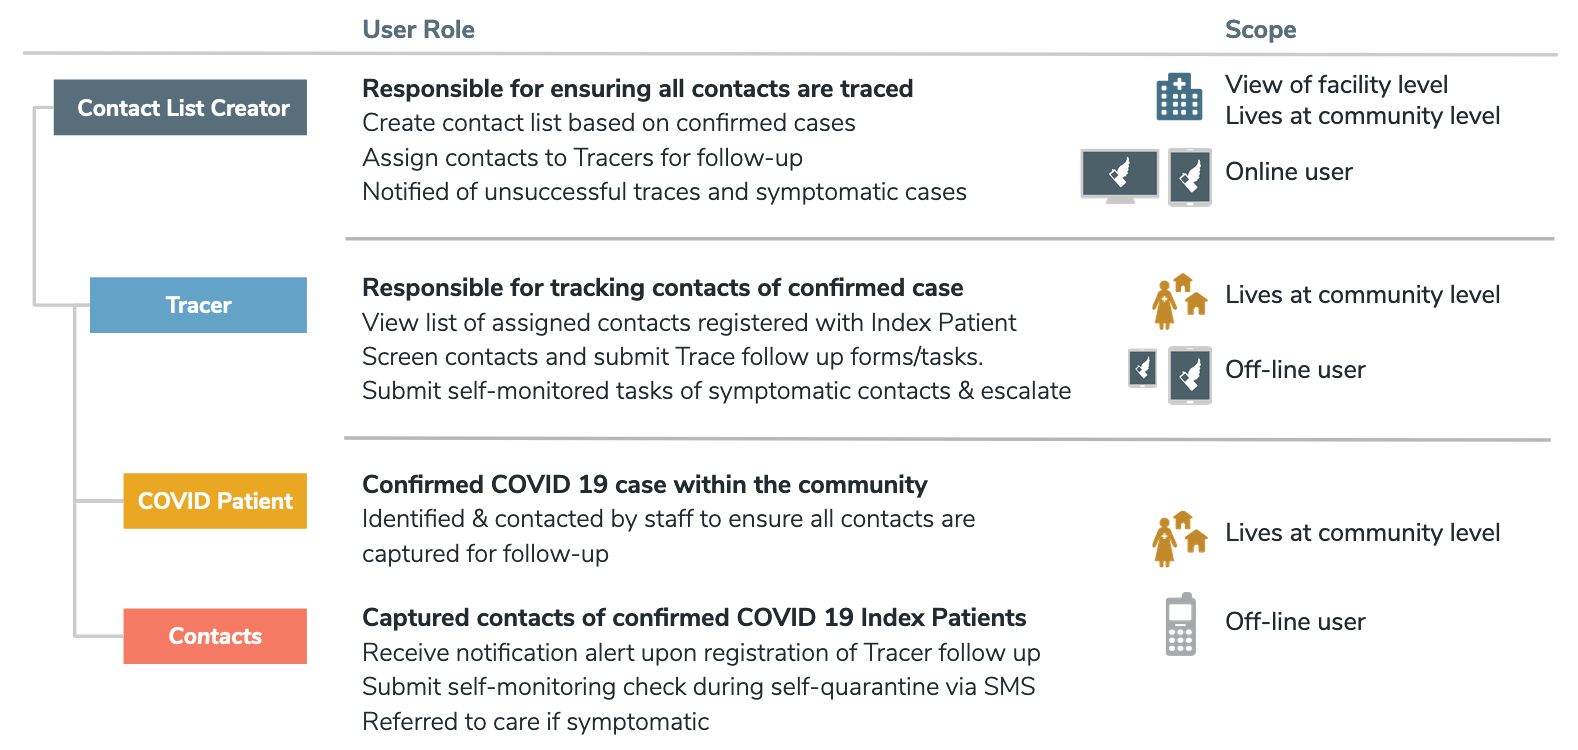 User Role
Scope
Contact List Creator
Responsible for ensuring all contacts are traced
Create contact list based on confirmed cases
Assign contacts to Tracers for follow-up
Notified of unsuccessful traces and symptomatic cases
View of facility level
Lives at community level
Online user
Tracer
Responsible for tracking contacts of confirmed case
View list of assigned contacts registered with Index Patient
Screen contacts and submit Trace follow up forms/tasks.
Submit self-monitored tasks of symptomatic contacts & escalate
Lives at community level
Off-line user
COVID Patient
Confirmed COVID 19 case within the community
Identified & contacted by staff to ensure all contacts are
captured for follow-up
Lives at community level
Contacts
Captured contacts of confirmed COVID 19 Index Patients
Receive notification alert upon registration of Tracer follow up
Submit self-monitoring check during self-quarantine via SMS
Referred to care if symptomatic
Off-line user